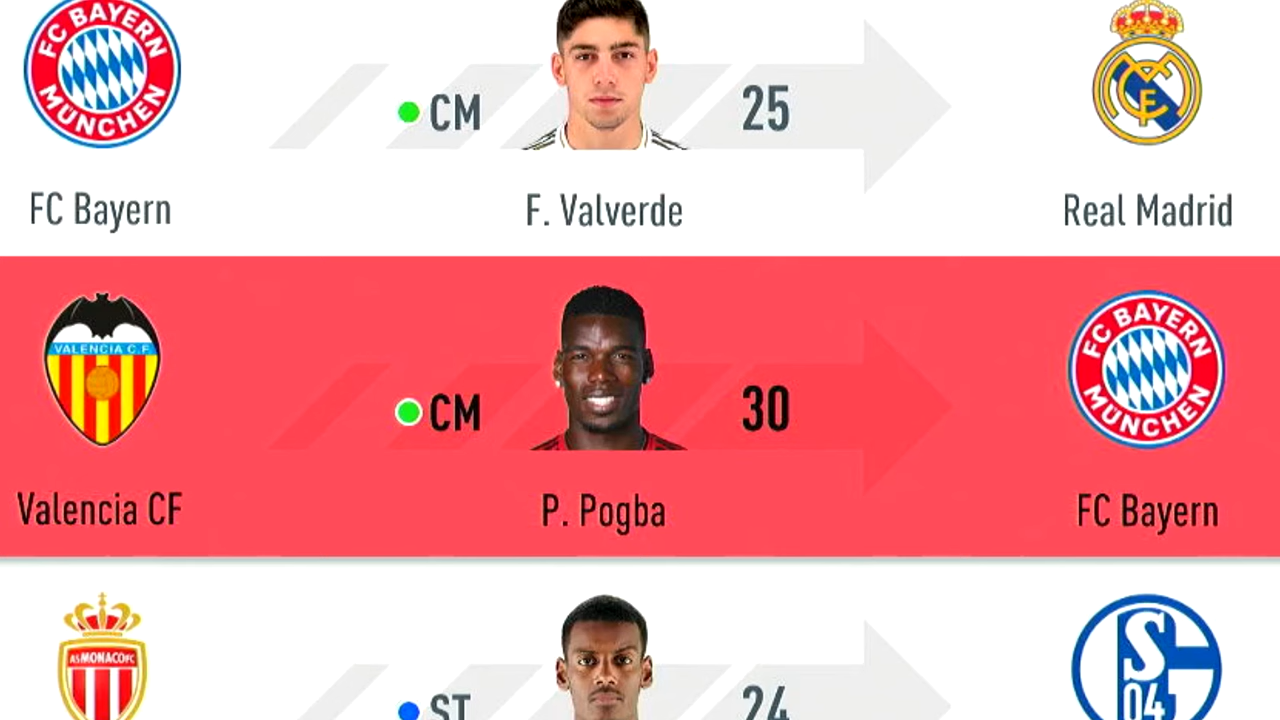 FC BAYERN
MÜNCHEN
CM
25
FC Bayern
F. Valverde
Real Madrid
VALENCIA C.F
CM
30
FC BAYERN
MÜNCHEN
Valencia CF
P. Pogba
FC Bayern
AS MONACO FC
ST
24
S
04